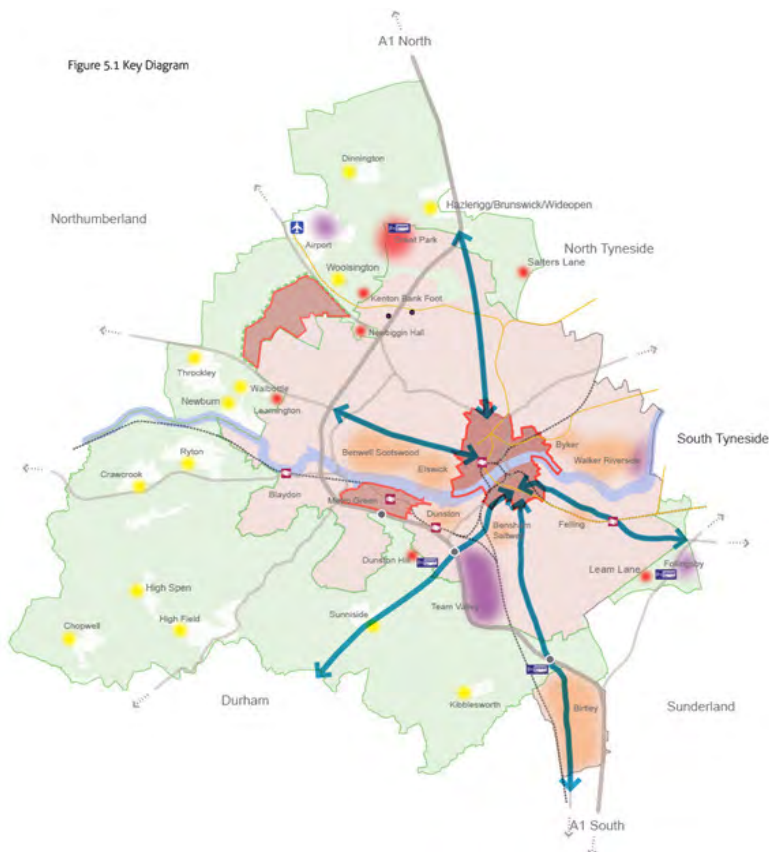 A1 North
Figure 5.1 Key Diagram
Dinnington
Hazlerigg/Brunswick/Wideopen
Northumberland
Airport
Great Park
North Tyneside
Woolsington
Salters Lane
Kenton Bank Foot
Newbiggin Hall
Throckley
Walbottle
Newburn
Lemington
Benwell Scotswood
Elswick
Byker
Walker Riverside
South Tyneside
Ryton
Crawcrook
Blaydon
Metro Green
Dunston
Bensham
Saltwell
Felling
Follingsby
Dunston Hill
Leam Lane
High Spen
Team Valley
Chopwell
High Field
Sunniside
Durham
Kibblesworth
Birtley
Sunderland
A1 South